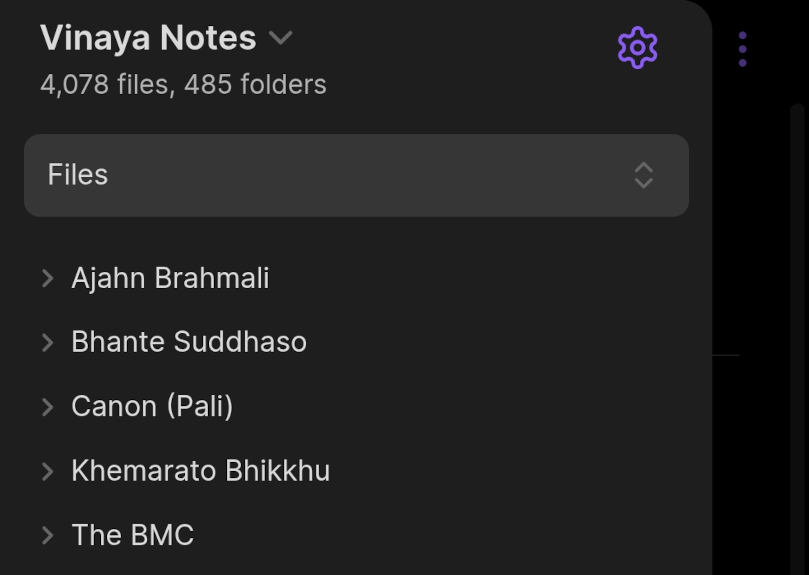 Vinaya Notes
4,078 files, 485 folders
Files
Ajahn Brahmali
Bhante Suddhaso
Canon (Pali)
Khemarato Bhikkhu
The BMC